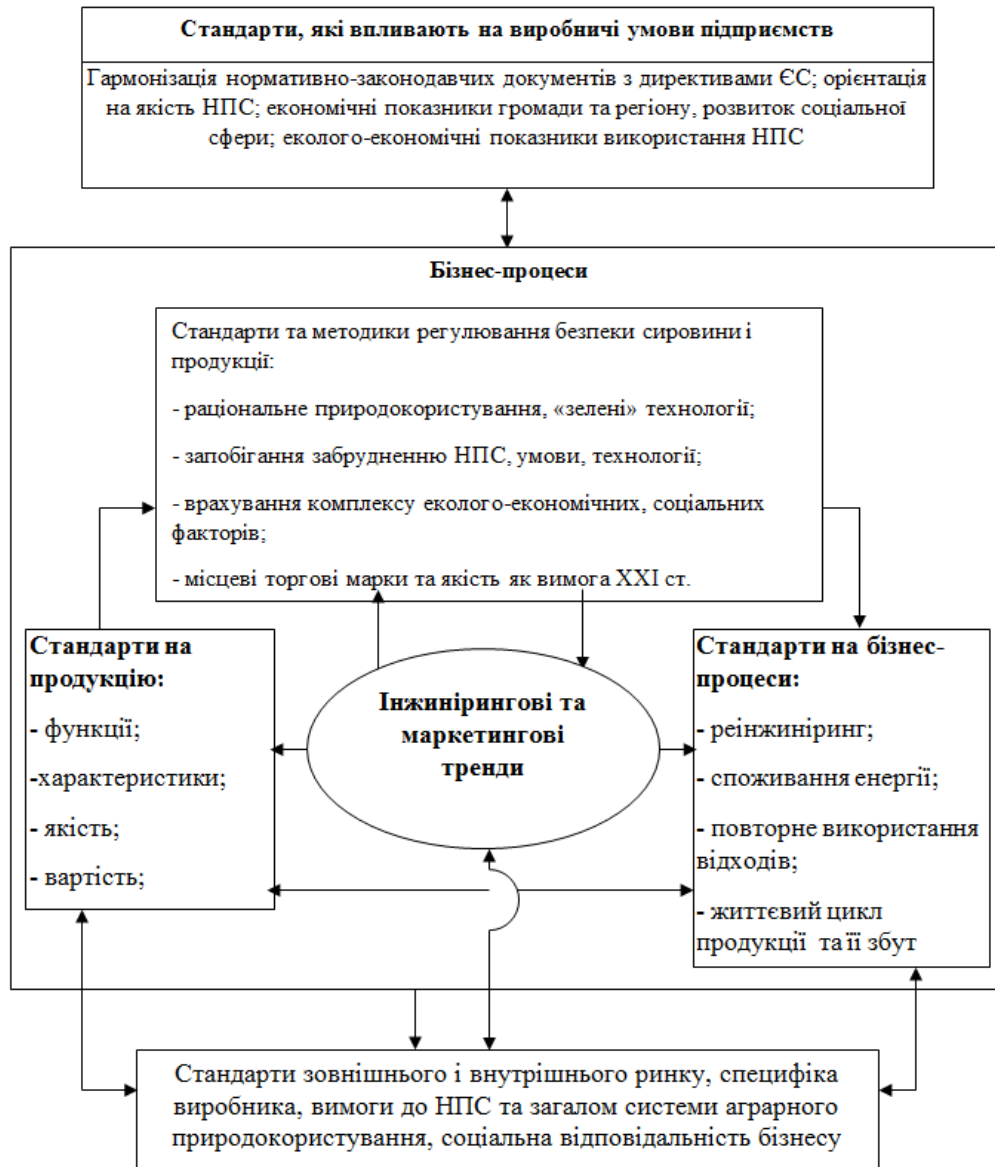 Стандарти, які впливають на виробничі умови підприємств
Гармонізація нормативно-законодавчих документів з директивами ЄС; орієнтація
на якість НПС; економічні показники громади та регіону, розвиток соціальної
сфери; еколого-економічні показники використання НПС
Бізнес-процеси
Стандарти та методики регулювання безпеки сировини і
продукції:
- раціональне природокористування, «зелені» технології;
- запобігання забрудненню НПС, умови, технології;
- врахування комплексу еколого-економічних, соціальних
факторів;
- місцеві торгові марки та якість як вимога ХХІ ст.
Стандарти на
продукцію:
- функції;
-характеристики;
- якість;
- вартість;
Інжинірингові та
маркетингові
тренди
Стандарти на бізнес-
процеси:
- реінжиніринг;
- споживання енергії;
- повторне використання
відходів;
- життєвий цикл
продукції та її збут
Стандарти зовнішнього і внутрішнього ринку, специфіка
виробника, вимоги до НПС та загалом системи аграрного
природокористування, соціальна відповідальність бізнесу